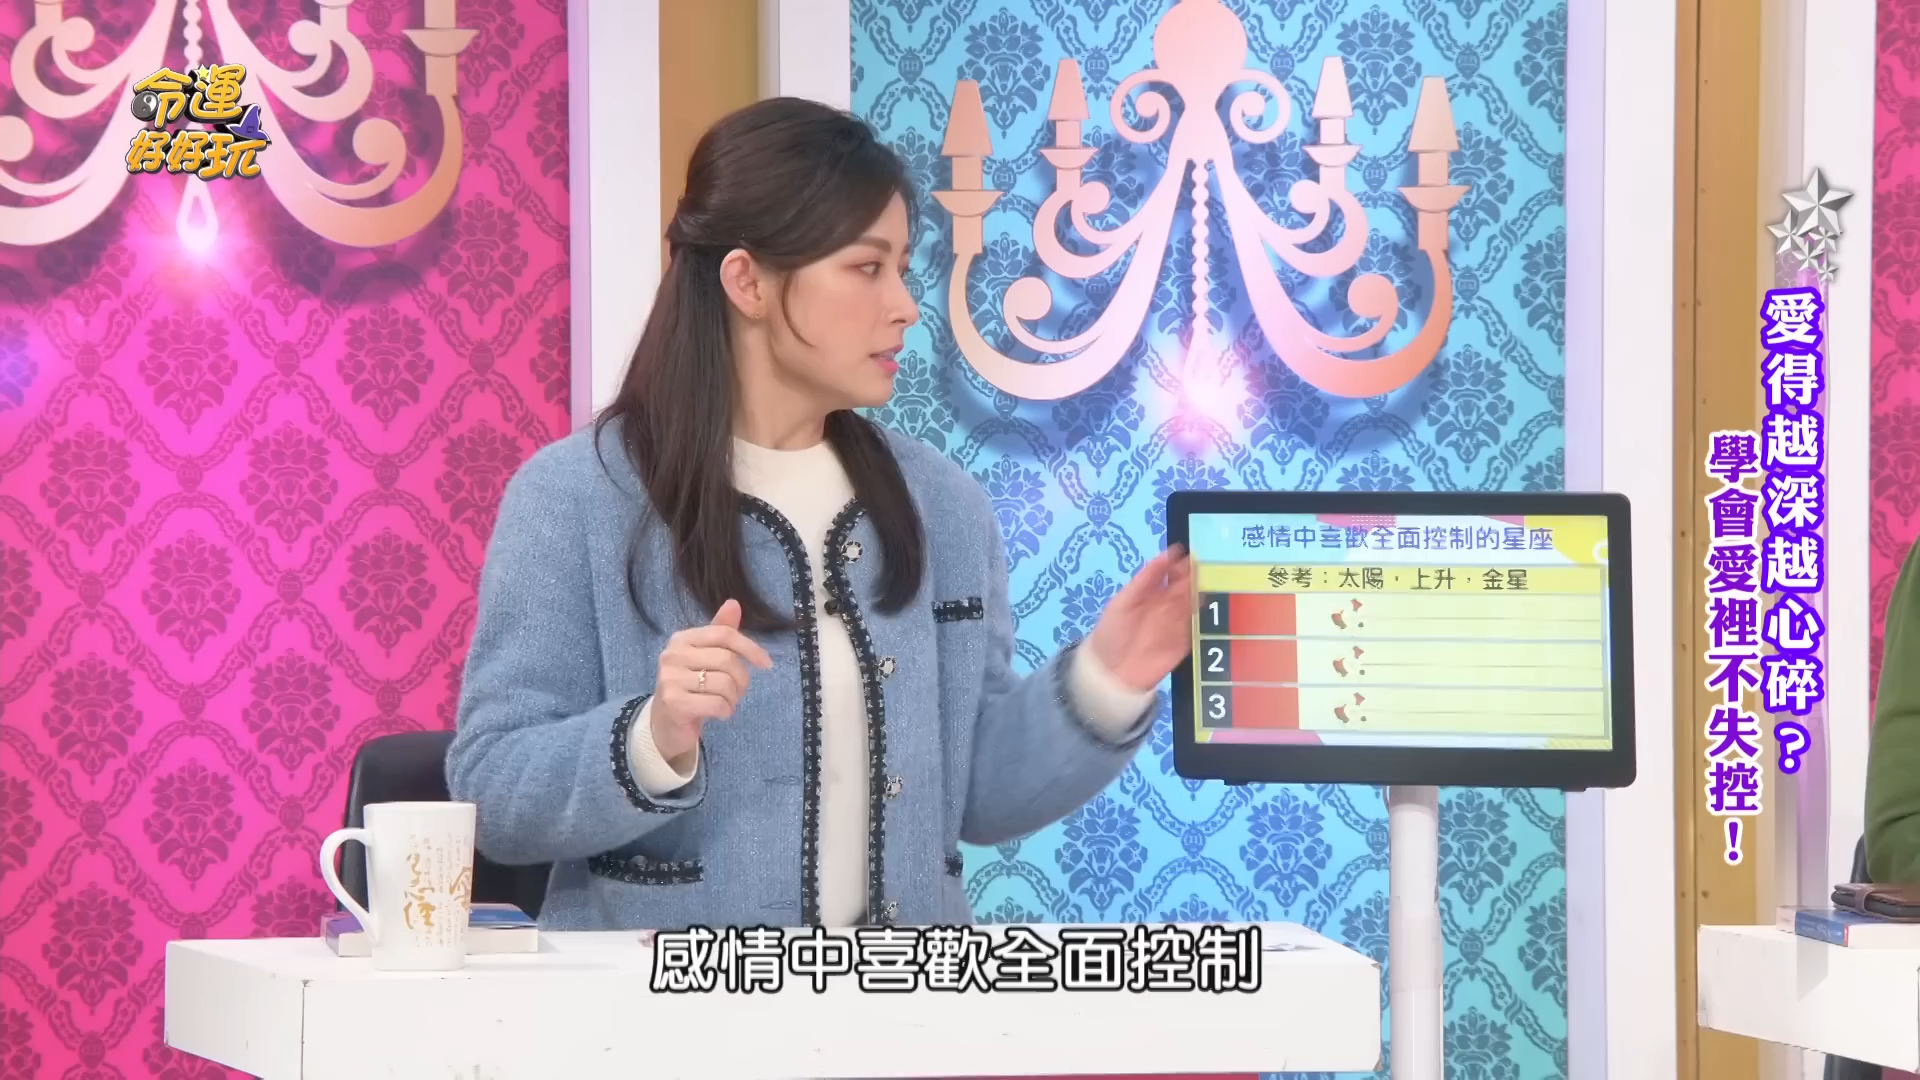 命運
好好玩
愛得越深越心碎？
學會愛裡不失控！
感情中喜歡全面控制的星座
參考：太陽，上升，金星
1
2
3
感情中喜歡全面控制